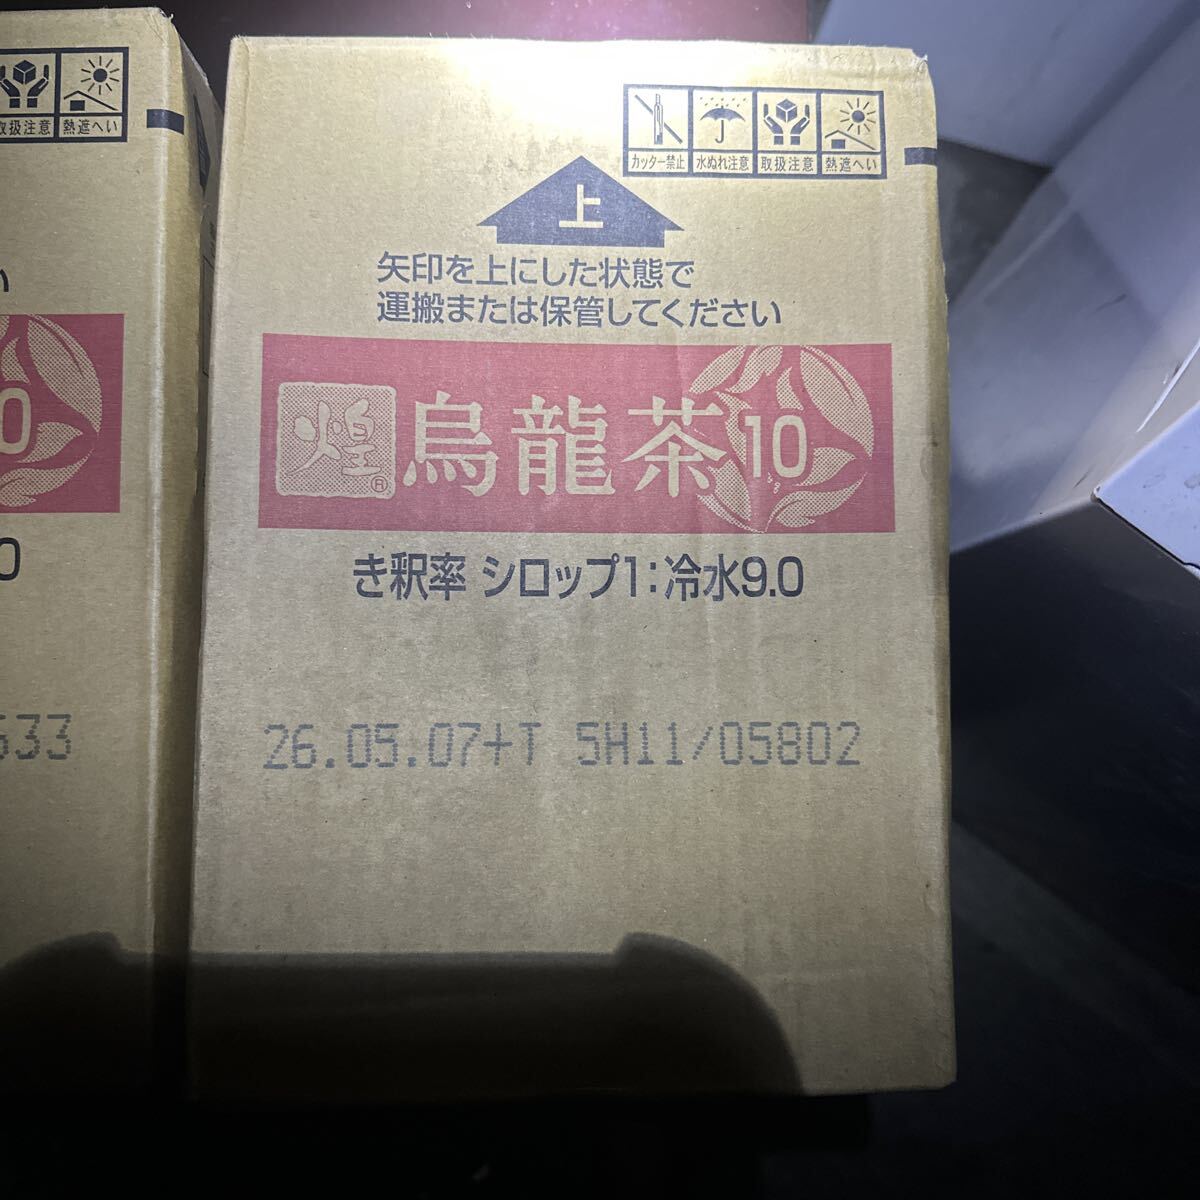 取扱注意 熱遮へい
い
0
0
533
カッター禁止 水ぬれ注意 取扱注意 熱遮へい
上
矢印を上にした状態で
運搬または保管してください
煌® 烏龍茶10
き釈率 シロップ1:冷水9.0
26.05.07+T 5H11/05802